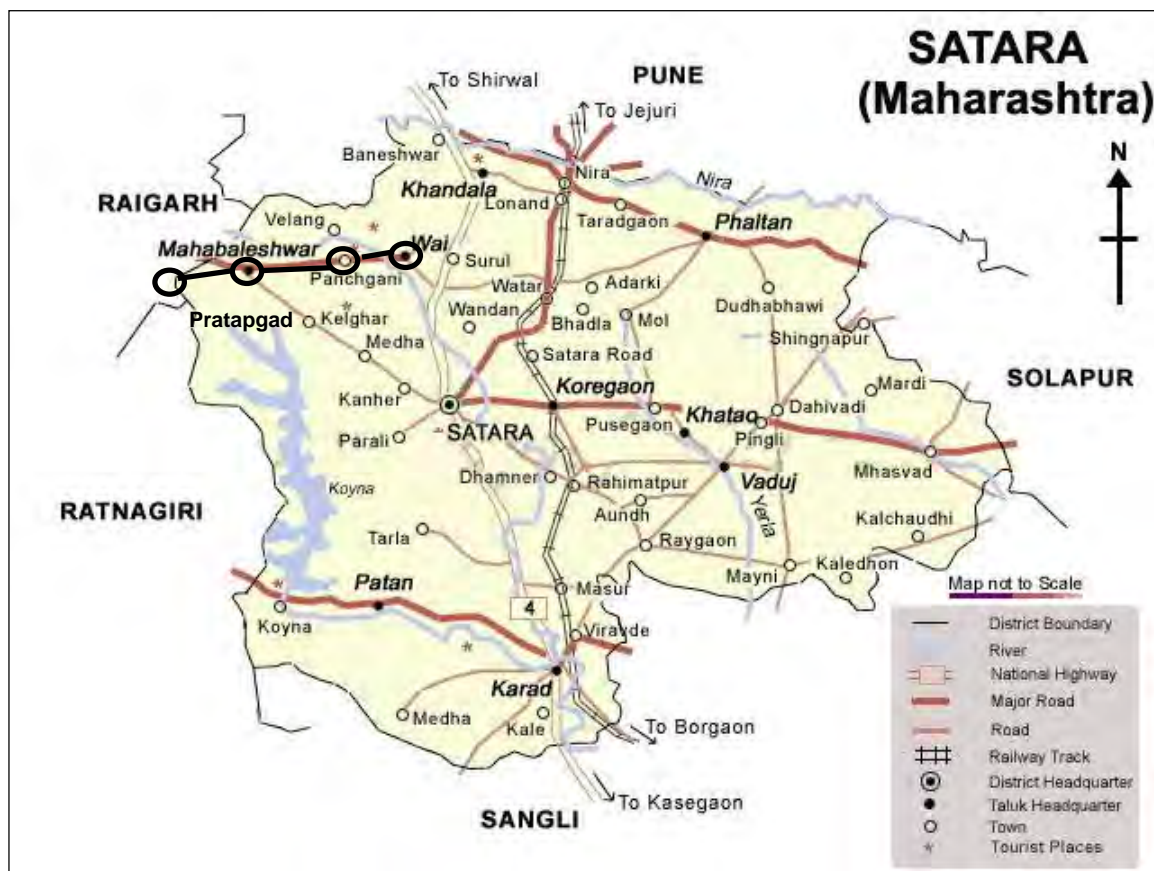 SATARA
(Maharashtra)
PUNE
To Shirwal
To Jejuri
N
Baneshwar
Khandala
Nira
Nira
RAIGARH
Lonand
Taradgaon
Velang
Phaltan
Mahabaleshwar
Wai
Surul
Panchgani
Watar
Adarki
Dudhabhawi
Wandan
Bhadla
Mol
Pratapgad
Kelghar
Shingnapur
Medha
Satara Road
SOLAPUR
Kanher
Koregaon
Mardi
Dahivadi
Pusegaon
Khatao
SATARA
Parali
Pingli
Mhasvad
Dhamner
Rahimatpur
Vaduj
Koyna
RATNAGIRI
Aundh
Yerla
Kalchaudhi
Tarla
Raygaon
Mayni
Kaledhon
Patan
Masur
Map not to Scale
4
Koyna
Viravde
Karad
Medha
Kale
To Borgaon
To Kasegaon
SANGLI
District Boundary
River
National Highway
Major Road
Road
Railway Track
District Headquarter
Taluk Headquarter
Town
Tourist Places